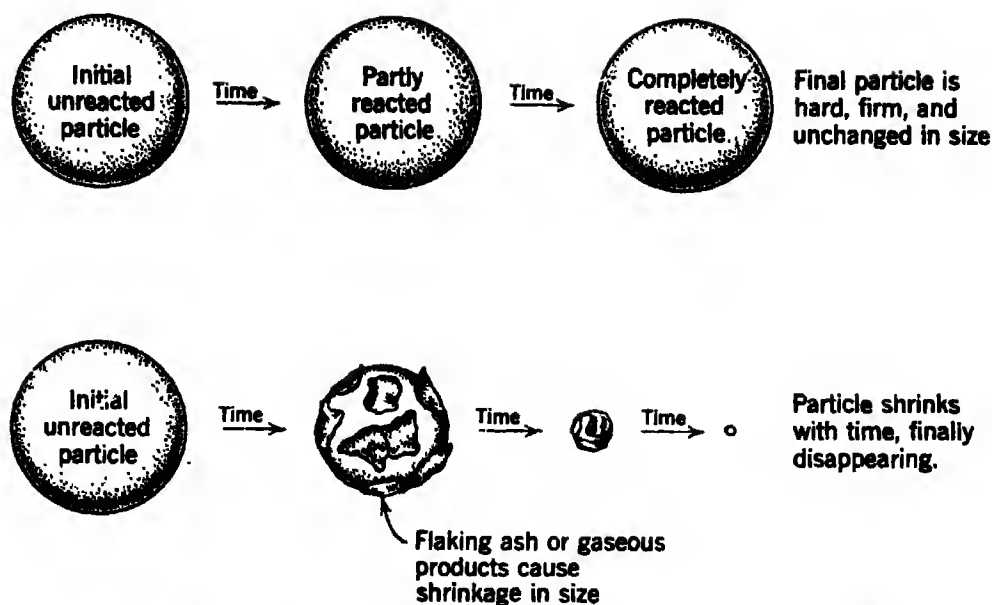 Initial
unreacted
particle
Time
Partly
reacted
particle
Time
Completely
reacted
particle
Final particle is
hard, firm, and
unchanged in size
Initial
unreacted
particle
Time
Time
Time
Particle shrinks
with time, finally
disappearing.
Flaking ash or gaseous
products cause
shrinkage in size